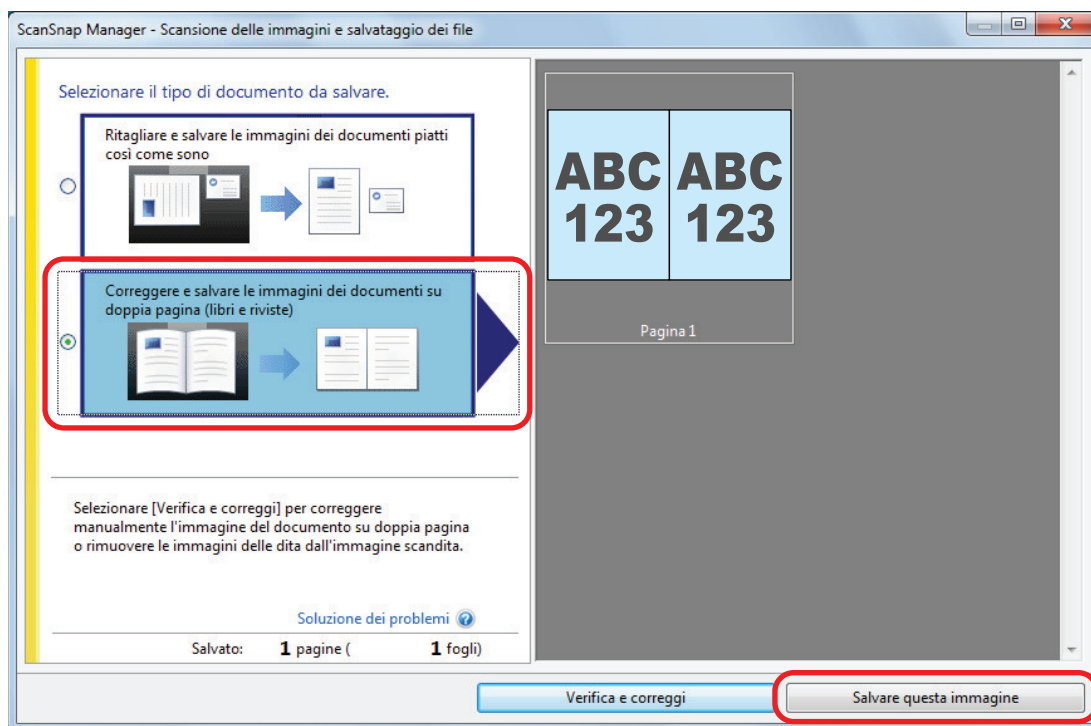 ScanSnap Manager - Scansione delle immagini e salvataggio dei file
Selezionare il tipo di documento da salvare.
Ritagliare e salvare le immagini dei documenti piatti
così come sono
Correggere e salvare le immagini dei documenti su
doppia pagina (libri e riviste)
Selezionare [Verifica e correggi] per correggere
manualmente l'immagine del documento su doppia pagina
o rimuovere le immagini delle dita dall'immagine scandita.
Soluzione dei problemi
Salvato: 1 pagine ( 1 fogli)
ABC ABC
123 123
Pagina 1
Verifica e correggi
Salvare questa immagine